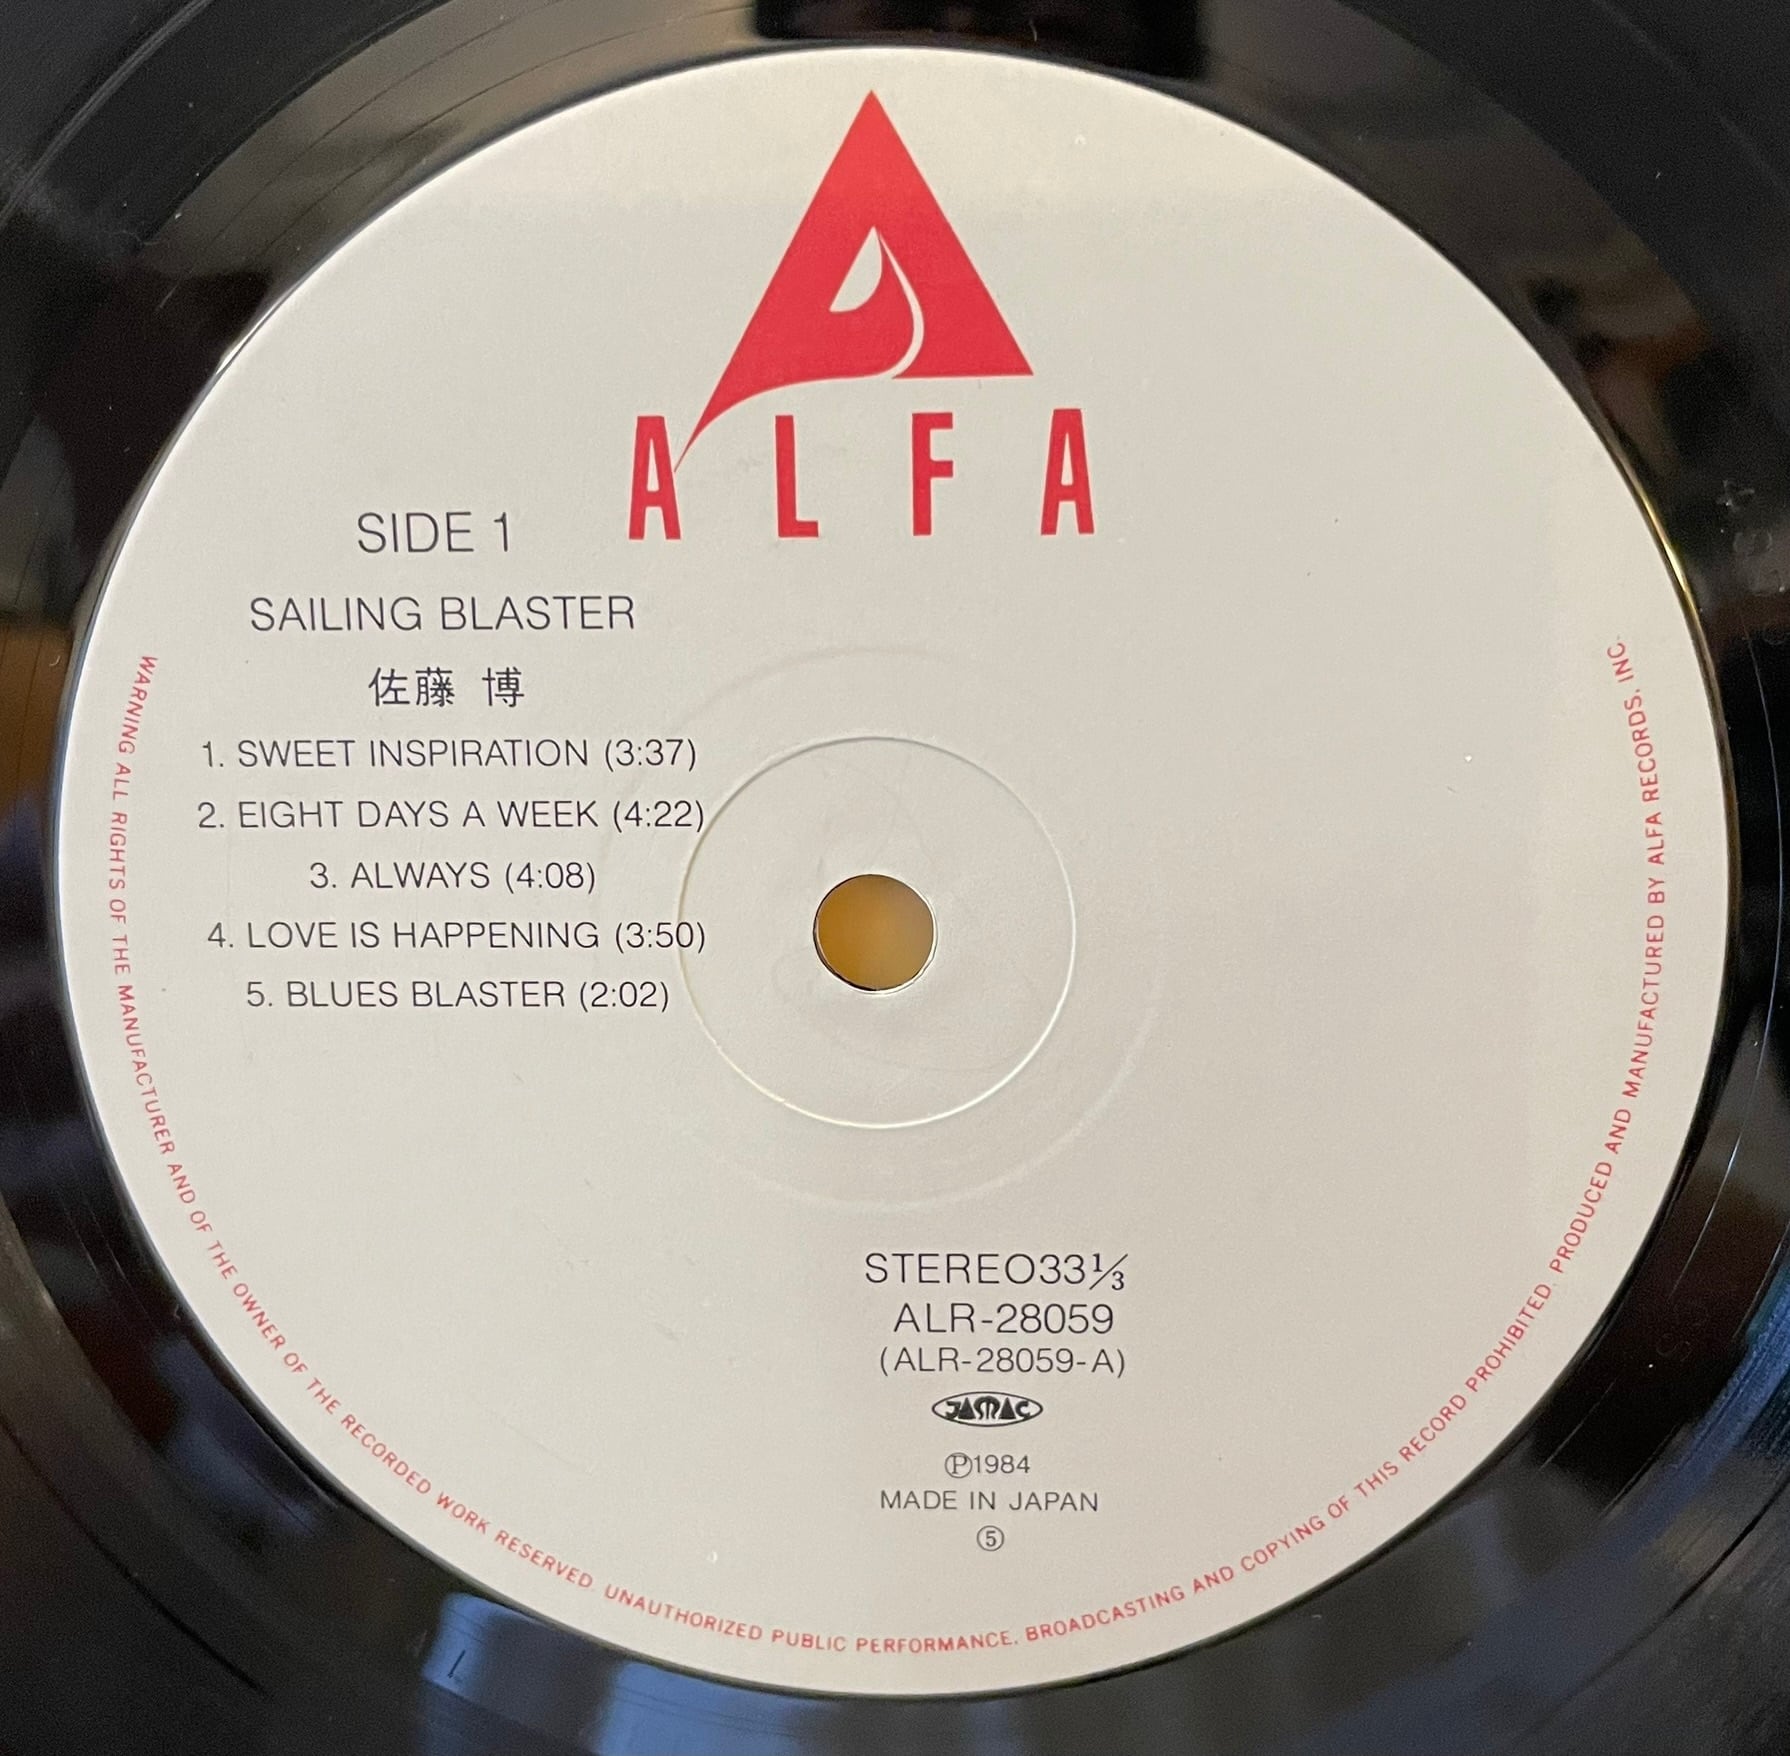 ALFA
SIDE 1
SAILING BLASTER
佐藤 博
1. SWEET INSPIRATION (3:37)
2. EIGHT DAYS A WEEK (4:22)
3. ALWAYS (4:08)
4. LOVE IS HAPPENING (3:50)
5. BLUES BLASTER (2:02)
STEREO33⅓
ALR-28059
(ALR-28059-A)
JASRAC
Ⓟ1984
MADE IN JAPAN
⑤
WARNING ALL RIGHTS OF THE MANUFACTURER AND OF THE OWNER OF THE RECORDED WORK RESERVED. UNAUTHORIZED PUBLIC PERFORMANCE, BROADCASTING AND COPYING OF THIS RECORD PROHIBITED. PRODUCED AND MANUFACTURED BY ALFA RECORDS, INC.